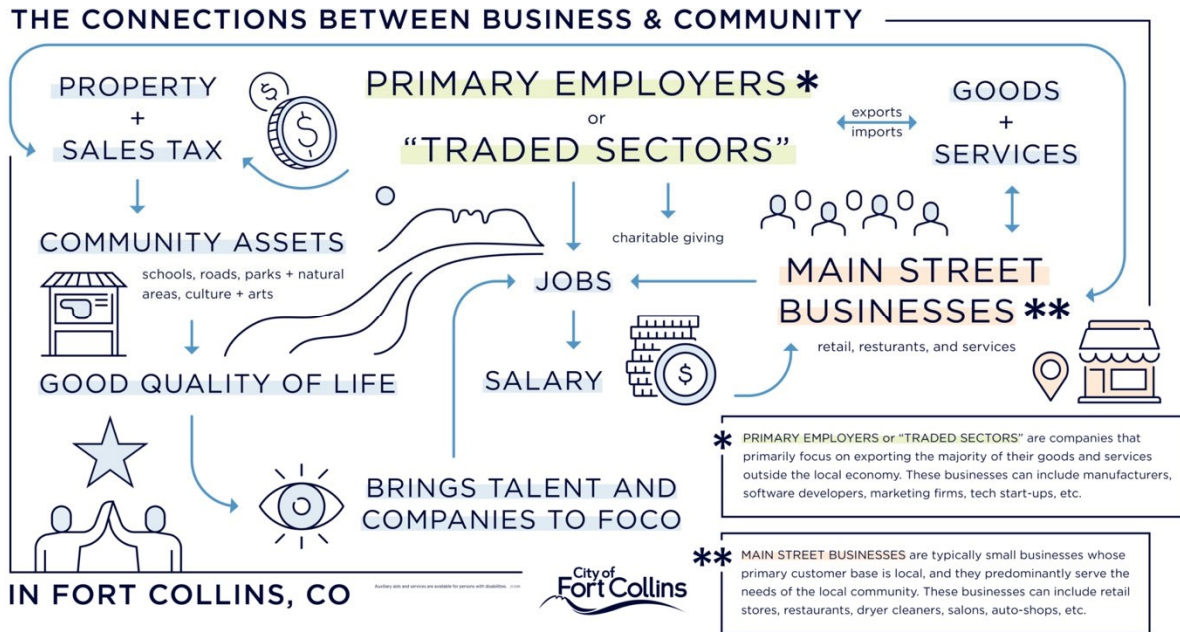 THE CONNECTIONS BETWEEN BUSINESS & COMMUNITY
PROPERTY
+
SALES TAX
$
$
PRIMARY EMPLOYERS *
or
"TRADED SECTORS"
exports
imports
GOODS
+
SERVICES
COMMUNITY ASSETS
schools, roads, parks + natural
areas, culture + arts
charitable giving
JOBS
MAIN STREET
BUSINESSES **
retail, resturants, and services
GOOD QUALITY OF LIFE
SALARY
$
BRINGS TALENT AND
COMPANIES TO FOCO
* PRIMARY EMPLOYERS or "TRADED SECTORS" are companies that
primarily focus on exporting the majority of their goods and services
outside the local economy. These businesses can include manufacturers,
software developers, marketing firms, tech start-ups, etc.
** MAIN STREET BUSINESSES are typically small businesses whose
primary customer base is local, and they predominantly serve the
needs of the local community. These businesses can include retail
stores, restaurants, dryer cleaners, salons, auto-shops, etc.
IN FORT COLLINS, CO
Auxiliary aids and services are available for persons with disabilities.
City of
Fort Collins